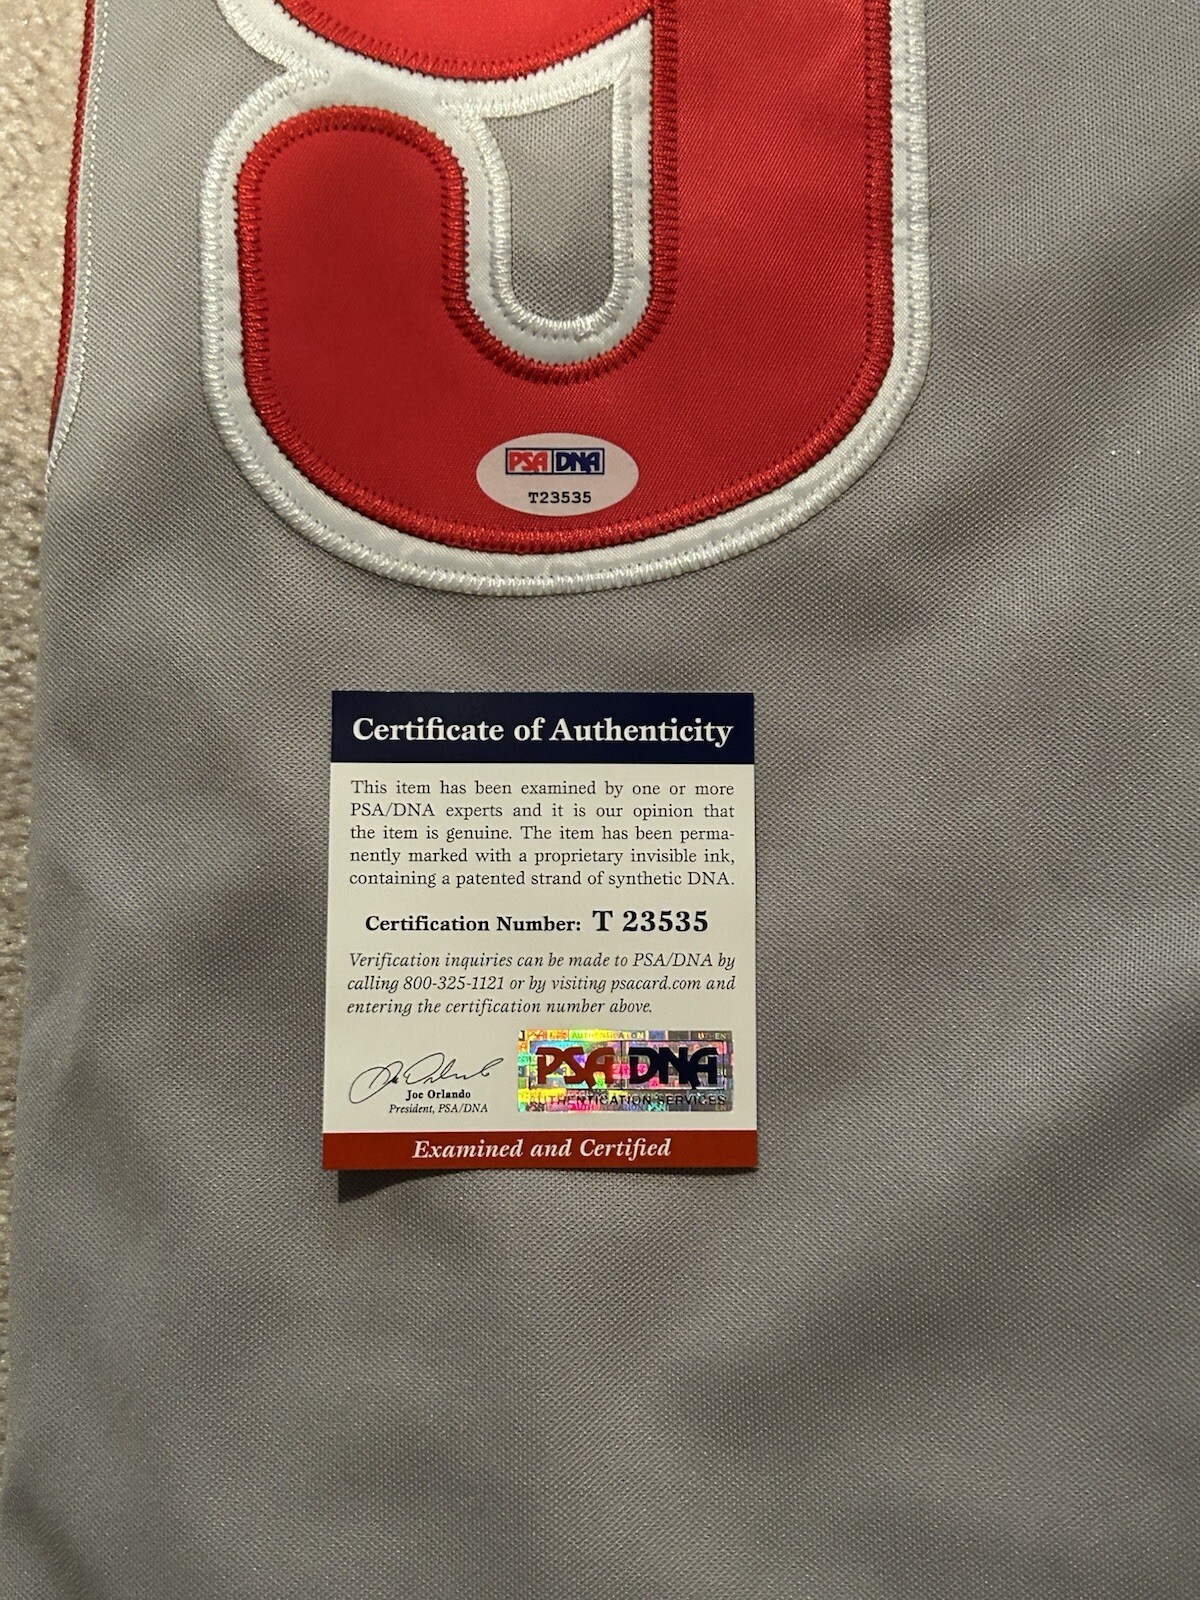 9
PSA DNA
T23535
Certificate of Authenticity
This item has been examined by one or more
PSA/DNA experts and it is our opinion that
the item is genuine. The item has been perma-
nently marked with a proprietary invisible ink,
containing a patented strand of synthetic DNA.
Certification Number: T 23535
Verification inquiries can be made to PSA/DNA by
calling 800-325-1121 or by visiting psacard.com and
entering the certification number above.
Joe Orlando
President, PSA/DNA
PSA DNA
AUTHENTICATION SERVICES
Examined and Certified